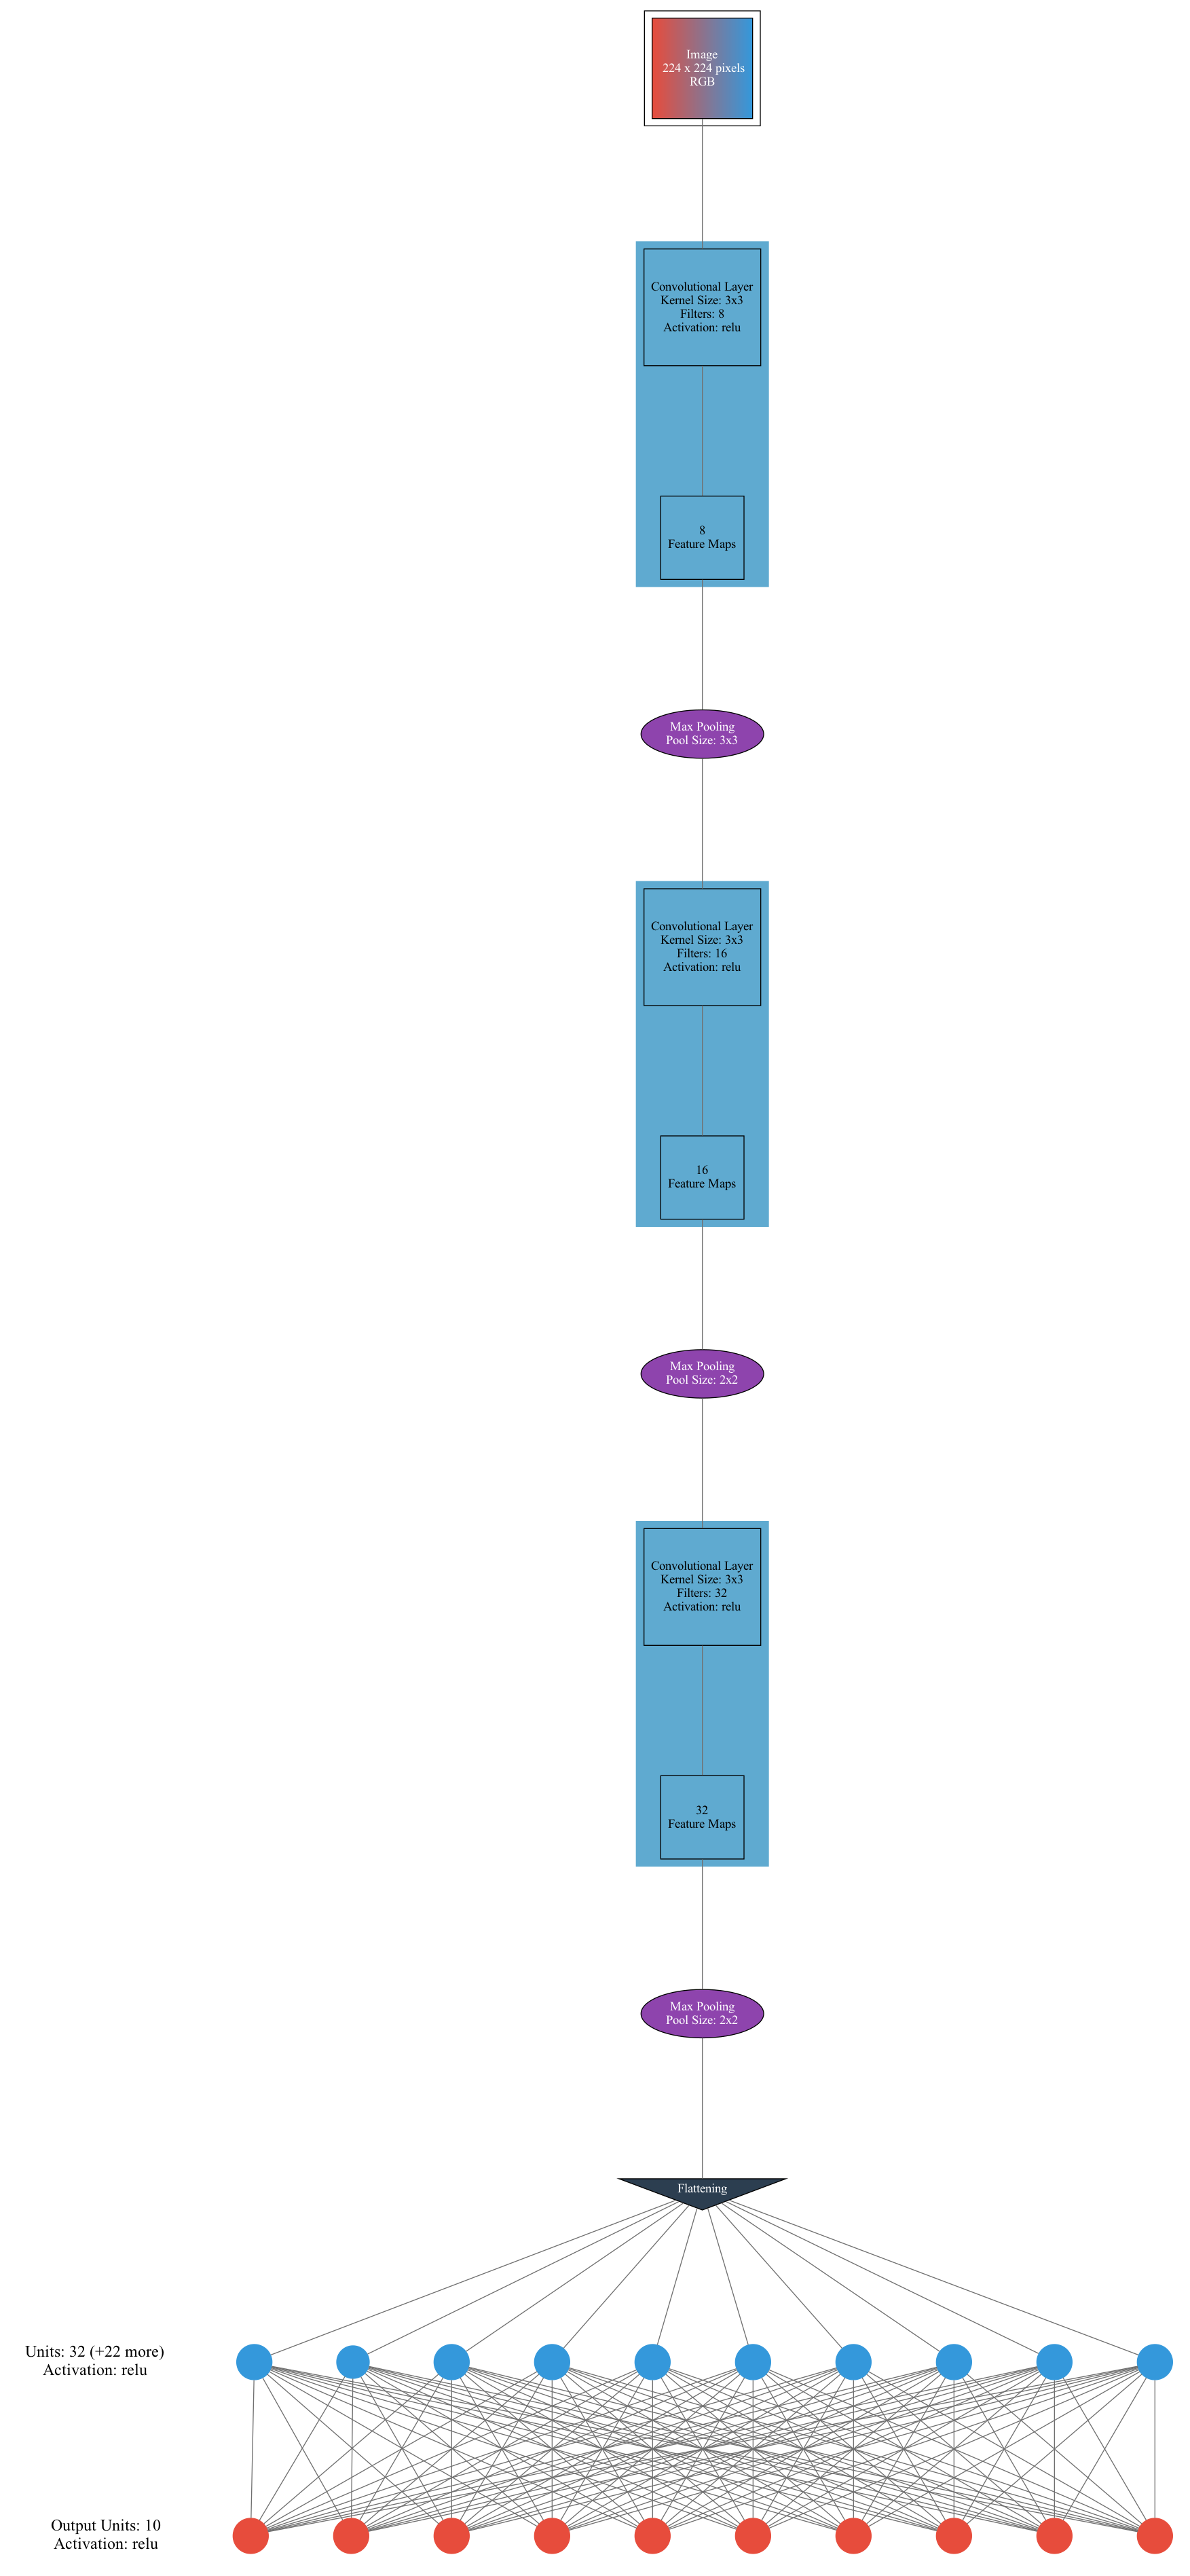 Image
224 x 224 pixels
RGB
Convolutional Layer
Kernel Size: 3x3
Filters: 8
Activation: relu
8
Feature Maps
Max Pooling
Pool Size: 3x3
Convolutional Layer
Kernel Size: 3x3
Filters: 16
Activation: relu
16
Feature Maps
Max Pooling
Pool Size: 2x2
Convolutional Layer
Kernel Size: 3x3
Filters: 32
Activation: relu
32
Feature Maps
Max Pooling
Pool Size: 2x2
Flattening
Units: 32 (+22 more)
Activation: relu
Output Units: 10
Activation: relu